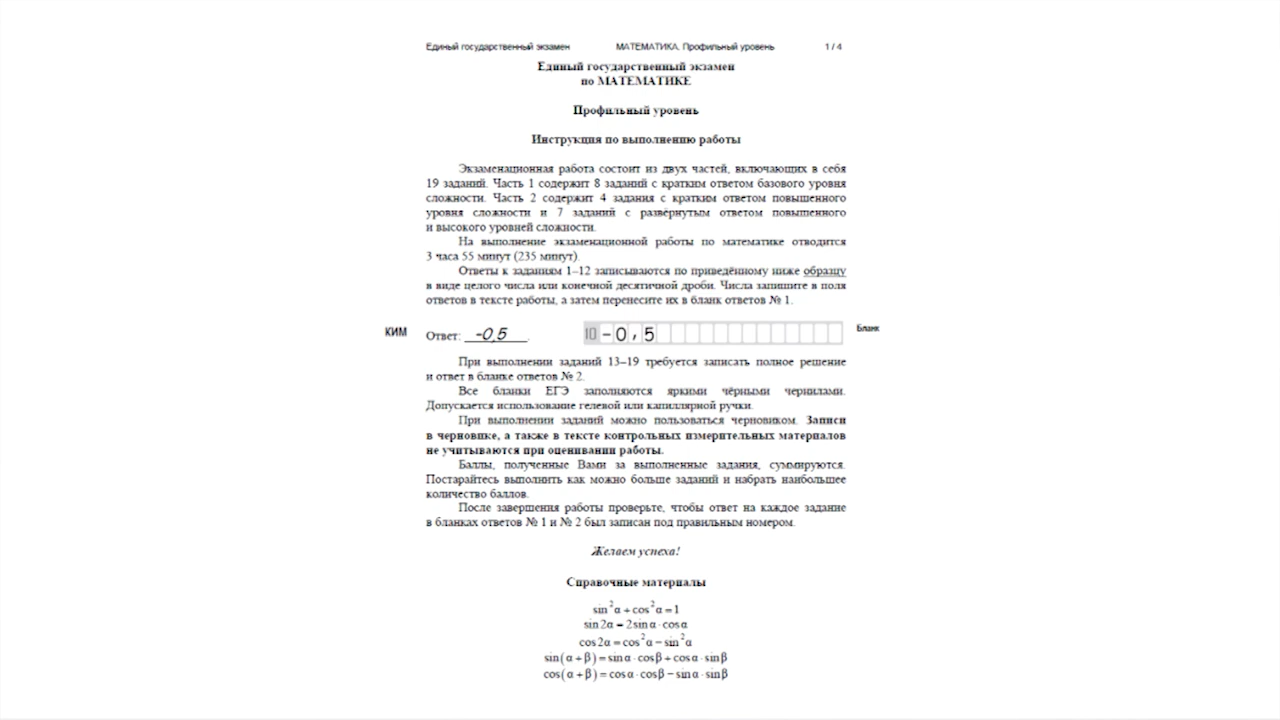 Единый государственный экзамен МАТЕМАТИКА. Профильный уровень 1 / 4
Единый государственный экзамен
по МАТЕМАТИКЕ
Профильный уровень
Инструкция по выполнению работы
Экзаменационная работа состоит из двух частей, включающих в себя
19 заданий. Часть 1 содержит 8 заданий с кратким ответом базового уровня
сложности. Часть 2 содержит 4 задания с кратким ответом повышенного
уровня сложности и 7 заданий с развёрнутым ответом повышенного
и высокого уровней сложности.
На выполнение экзаменационной работы по математике отводится
3 часа 55 минут (235 минут).
Ответы к заданиям 1–12 записываются по приведённому ниже образцу
в виде целого числа или конечной десятичной дроби. Числа запишите в поля
ответов в тексте работы, а затем перенесите их в бланк ответов № 1.
КИМ Ответ: -0,5 . 10 -0,5 Бланк
При выполнении заданий 13–19 требуется записать полное решение
и ответ в бланке ответов № 2.
Все бланки ЕГЭ заполняются яркими чёрными чернилами.
Допускается использование гелевой или капиллярной ручки.
При выполнении заданий можно пользоваться черновиком. Записи
в черновике, а также в тексте контрольных измерительных материалов
не учитываются при оценивании работы.
Баллы, полученные Вами за выполненные задания, суммируются.
Постарайтесь выполнить как можно больше заданий и набрать наибольшее
количество баллов.
После завершения работы проверьте, чтобы ответ на каждое задание
в бланках ответов № 1 и № 2 был записан под правильным номером.
Желаем успеха!
Справочные материалы
sin²α + cos²α = 1
sin 2α = 2sin α · cos α
cos 2α = cos²α − sin²α
sin(α + β) = sin α · cos β + cos α · sin β
cos(α + β) = cos α · cos β − sin α · sin β